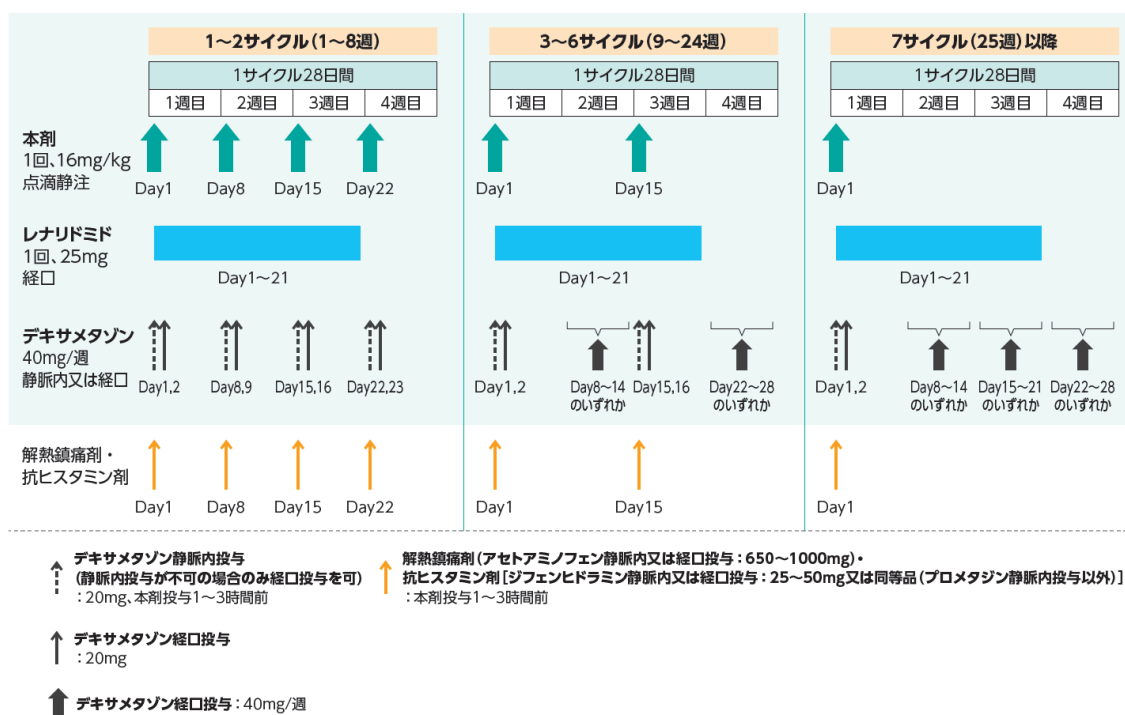 1～2サイクル（1～8週）
3～6サイクル（9～24週）
7サイクル（25週）以降
1サイクル28日間
1サイクル28日間
1サイクル28日間
1週目 2週目 3週目 4週目
1週目 2週目 3週目 4週目
1週目 2週目 3週目 4週目
本剤
1回、16mg/kg
点滴静注
Day1 Day8 Day15 Day22
Day1 Day15
Day1
レナリドミド
1回、25mg
経口
Day1～21
Day1～21
Day1～21
デキサメタゾン
40mg/週
静脈内又は経口
Day1,2 Day8,9 Day15,16 Day22,23
Day1,2 Day8～14 Day15,16 Day22～28
のいずれか のいずれか
Day1,2 Day8～14 Day15～21 Day22～28
のいずれか のいずれか のいずれか
解熱鎮痛剤・
抗ヒスタミン剤
Day1 Day8 Day15 Day22
Day1 Day15
Day1
デキサメタゾン静脈内投与
（静脈内投与が不可の場合のみ経口投与を可）
：20mg、本剤投与1～3時間前
デキサメタゾン経口投与
：20mg
デキサメタゾン経口投与：40mg/週
解熱鎮痛剤（アセトアミノフェン静脈内又は経口投与：650～1000mg）・
抗ヒスタミン剤［ジフェンヒドラミン静脈内又は経口投与：25～50mg又は同等品（プロメタジン静脈内投与以外）］
：本剤投与1～3時間前